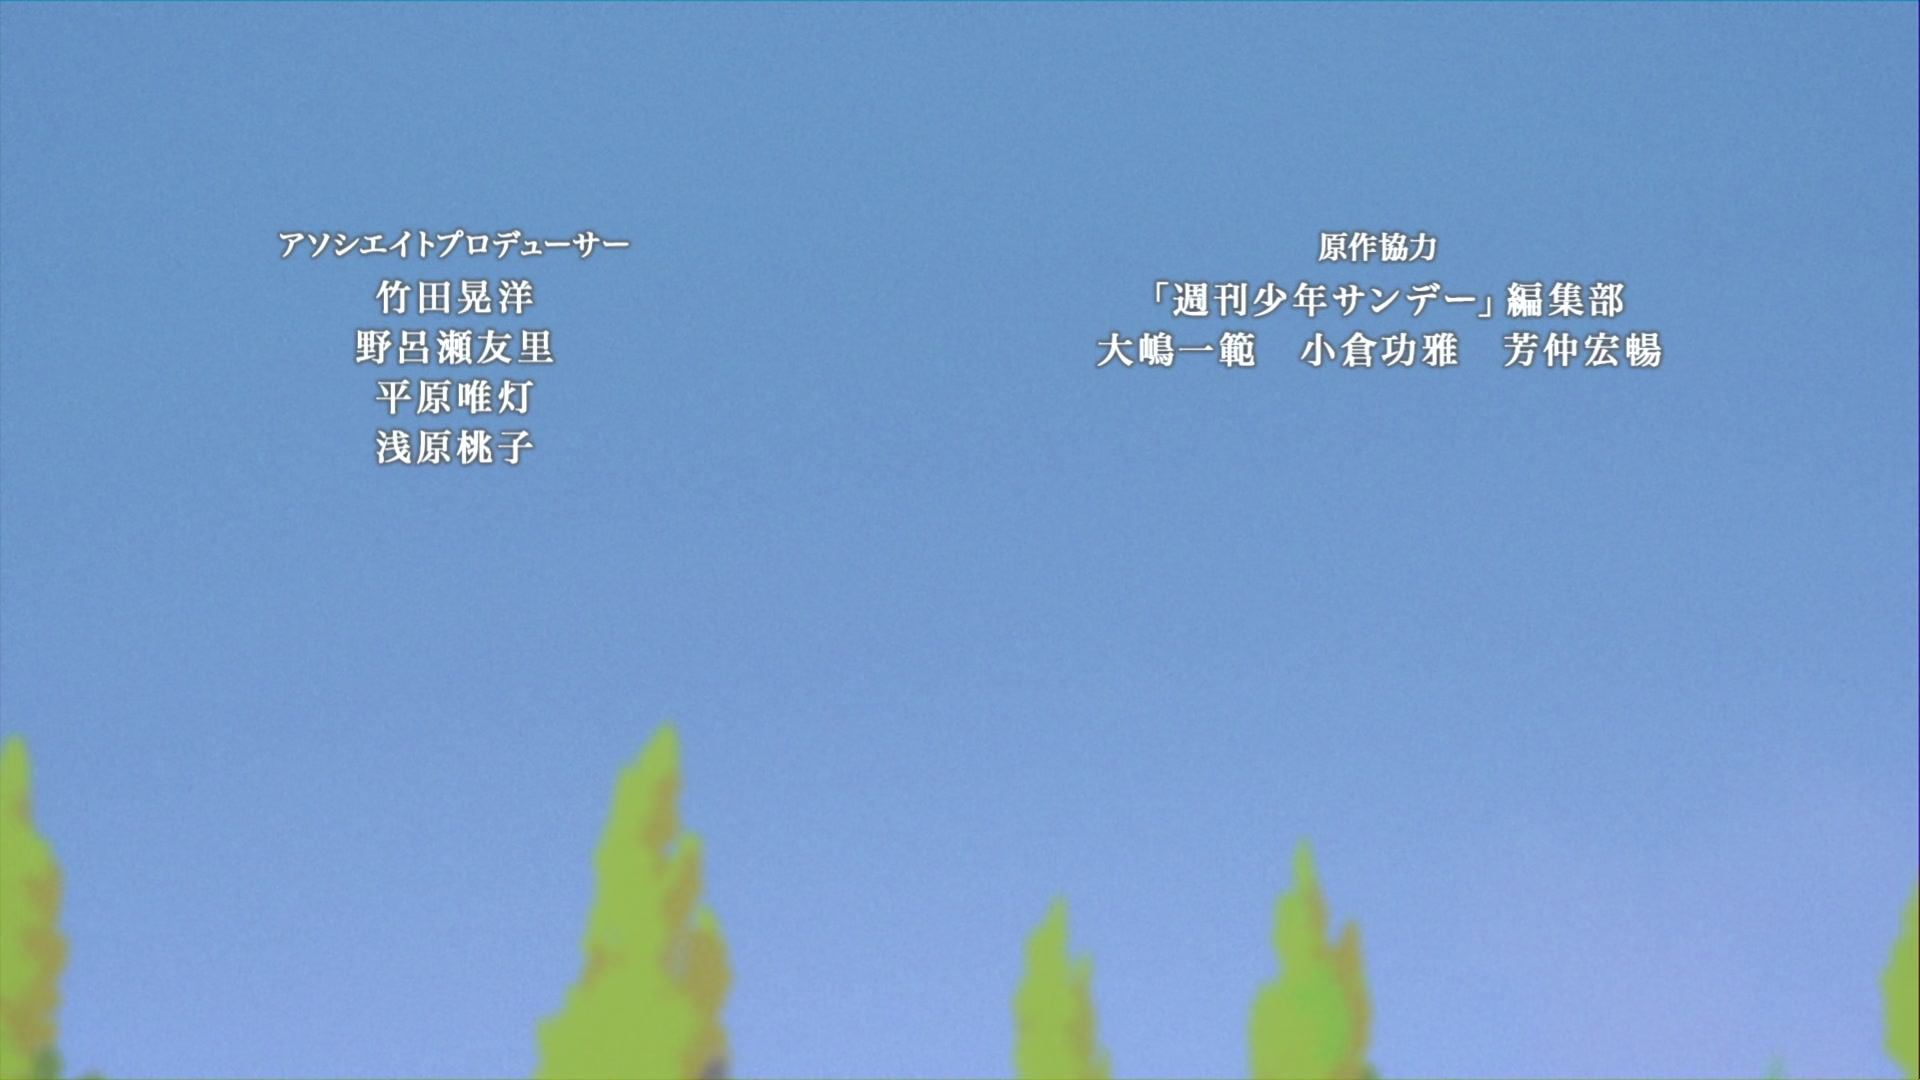 アソシエイトプロデューサー
竹田晃洋
野呂瀬友里
平原唯灯
浅原桃子
原作協力
「週刊少年サンデー」編集部
大嶋一範　小倉功雅　芳仲宏暢